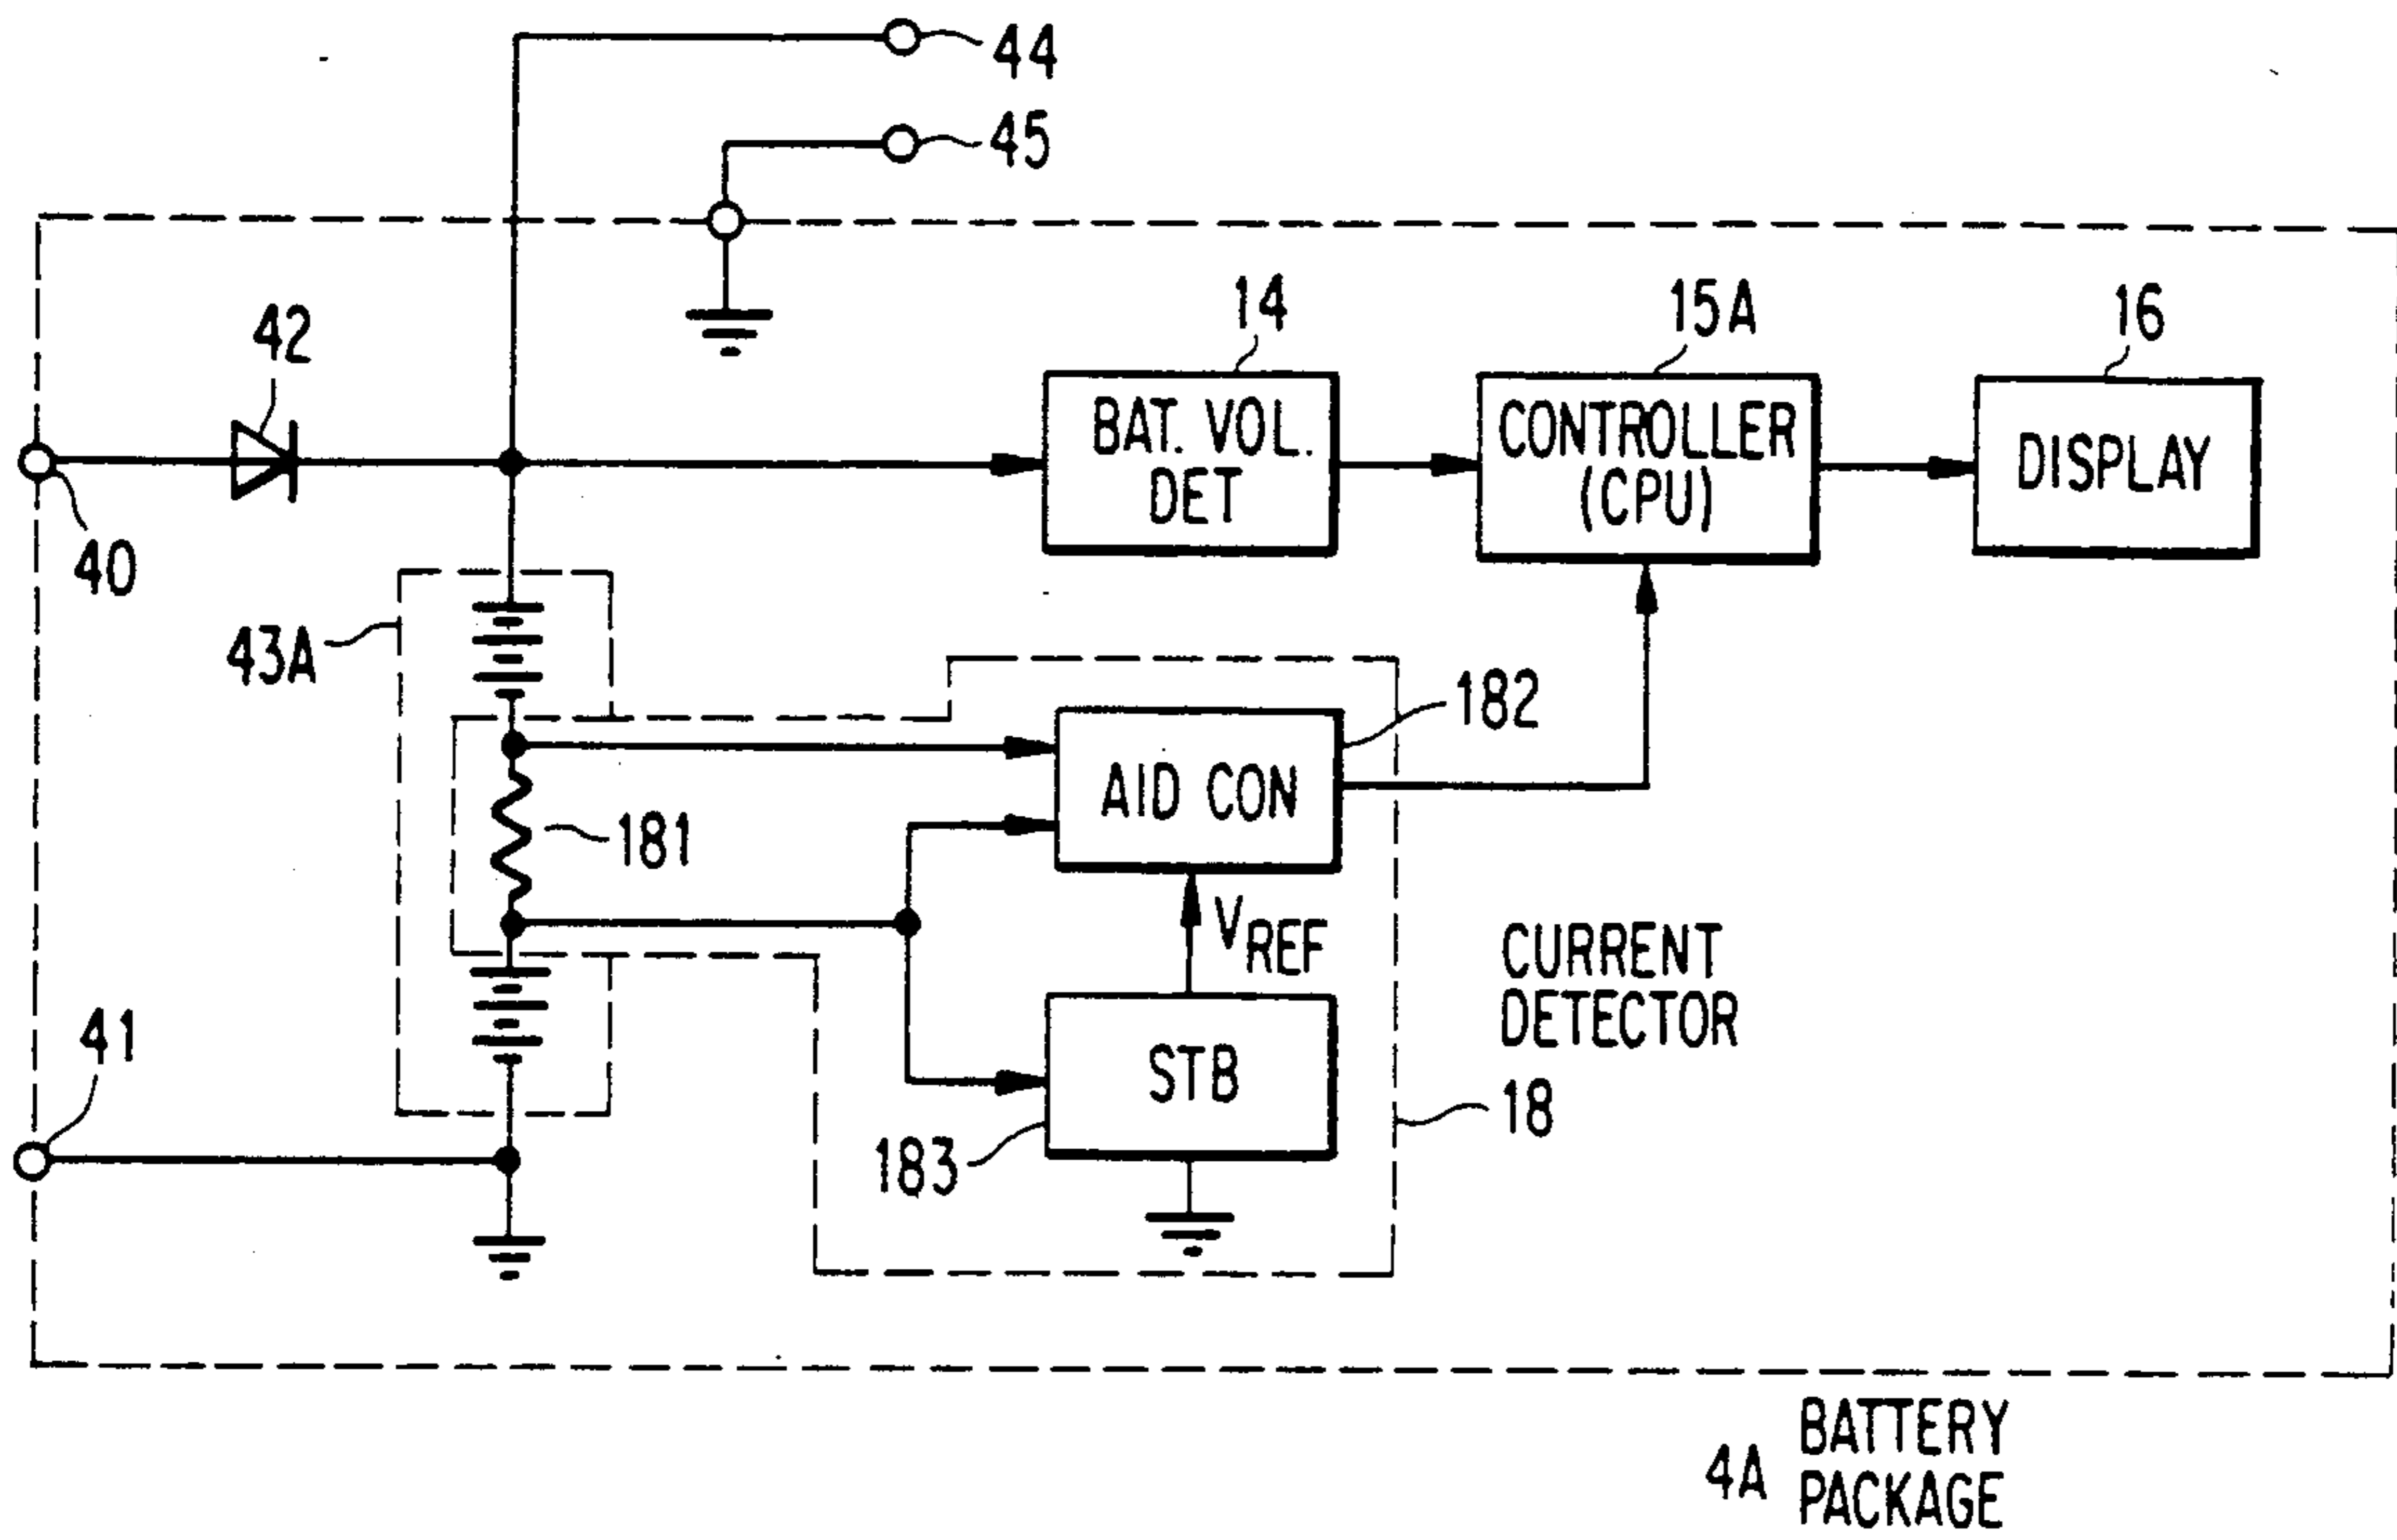 44
45
42
14
15A
16
BAT. VOL.
DET
CONTROLLER
(CPU)
DISPLAY
40
43A
182
AID CON
181
VREF
CURRENT
DETECTOR
18
41
STB
183
4A
BATTERY
PACKAGE